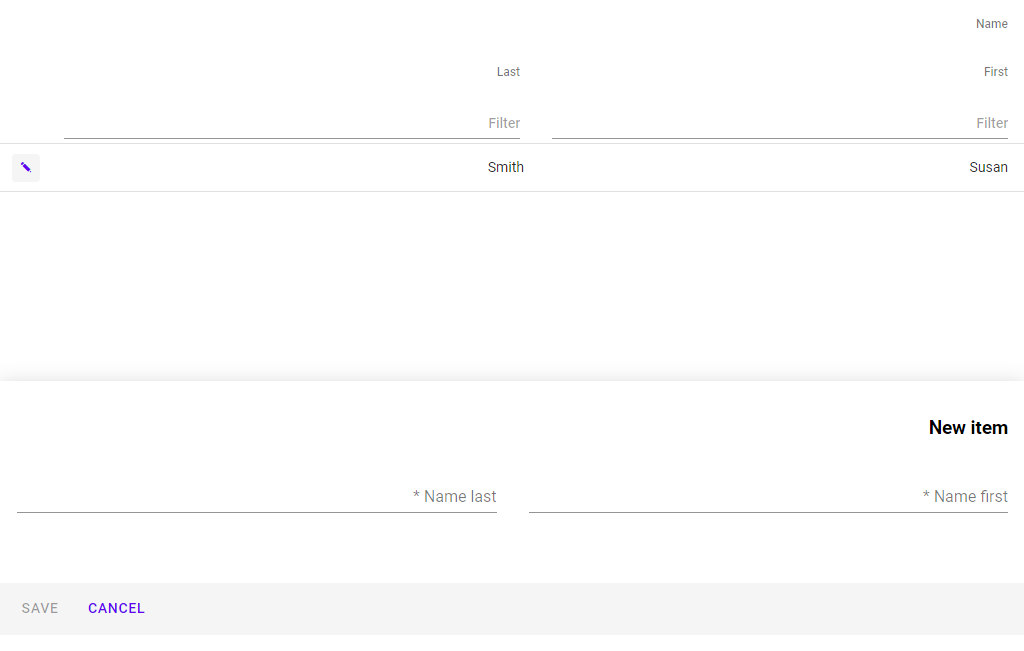 Name
First Last
Filter Filter
Susan Smith
New item
Name first * Name last *
SAVE CANCEL